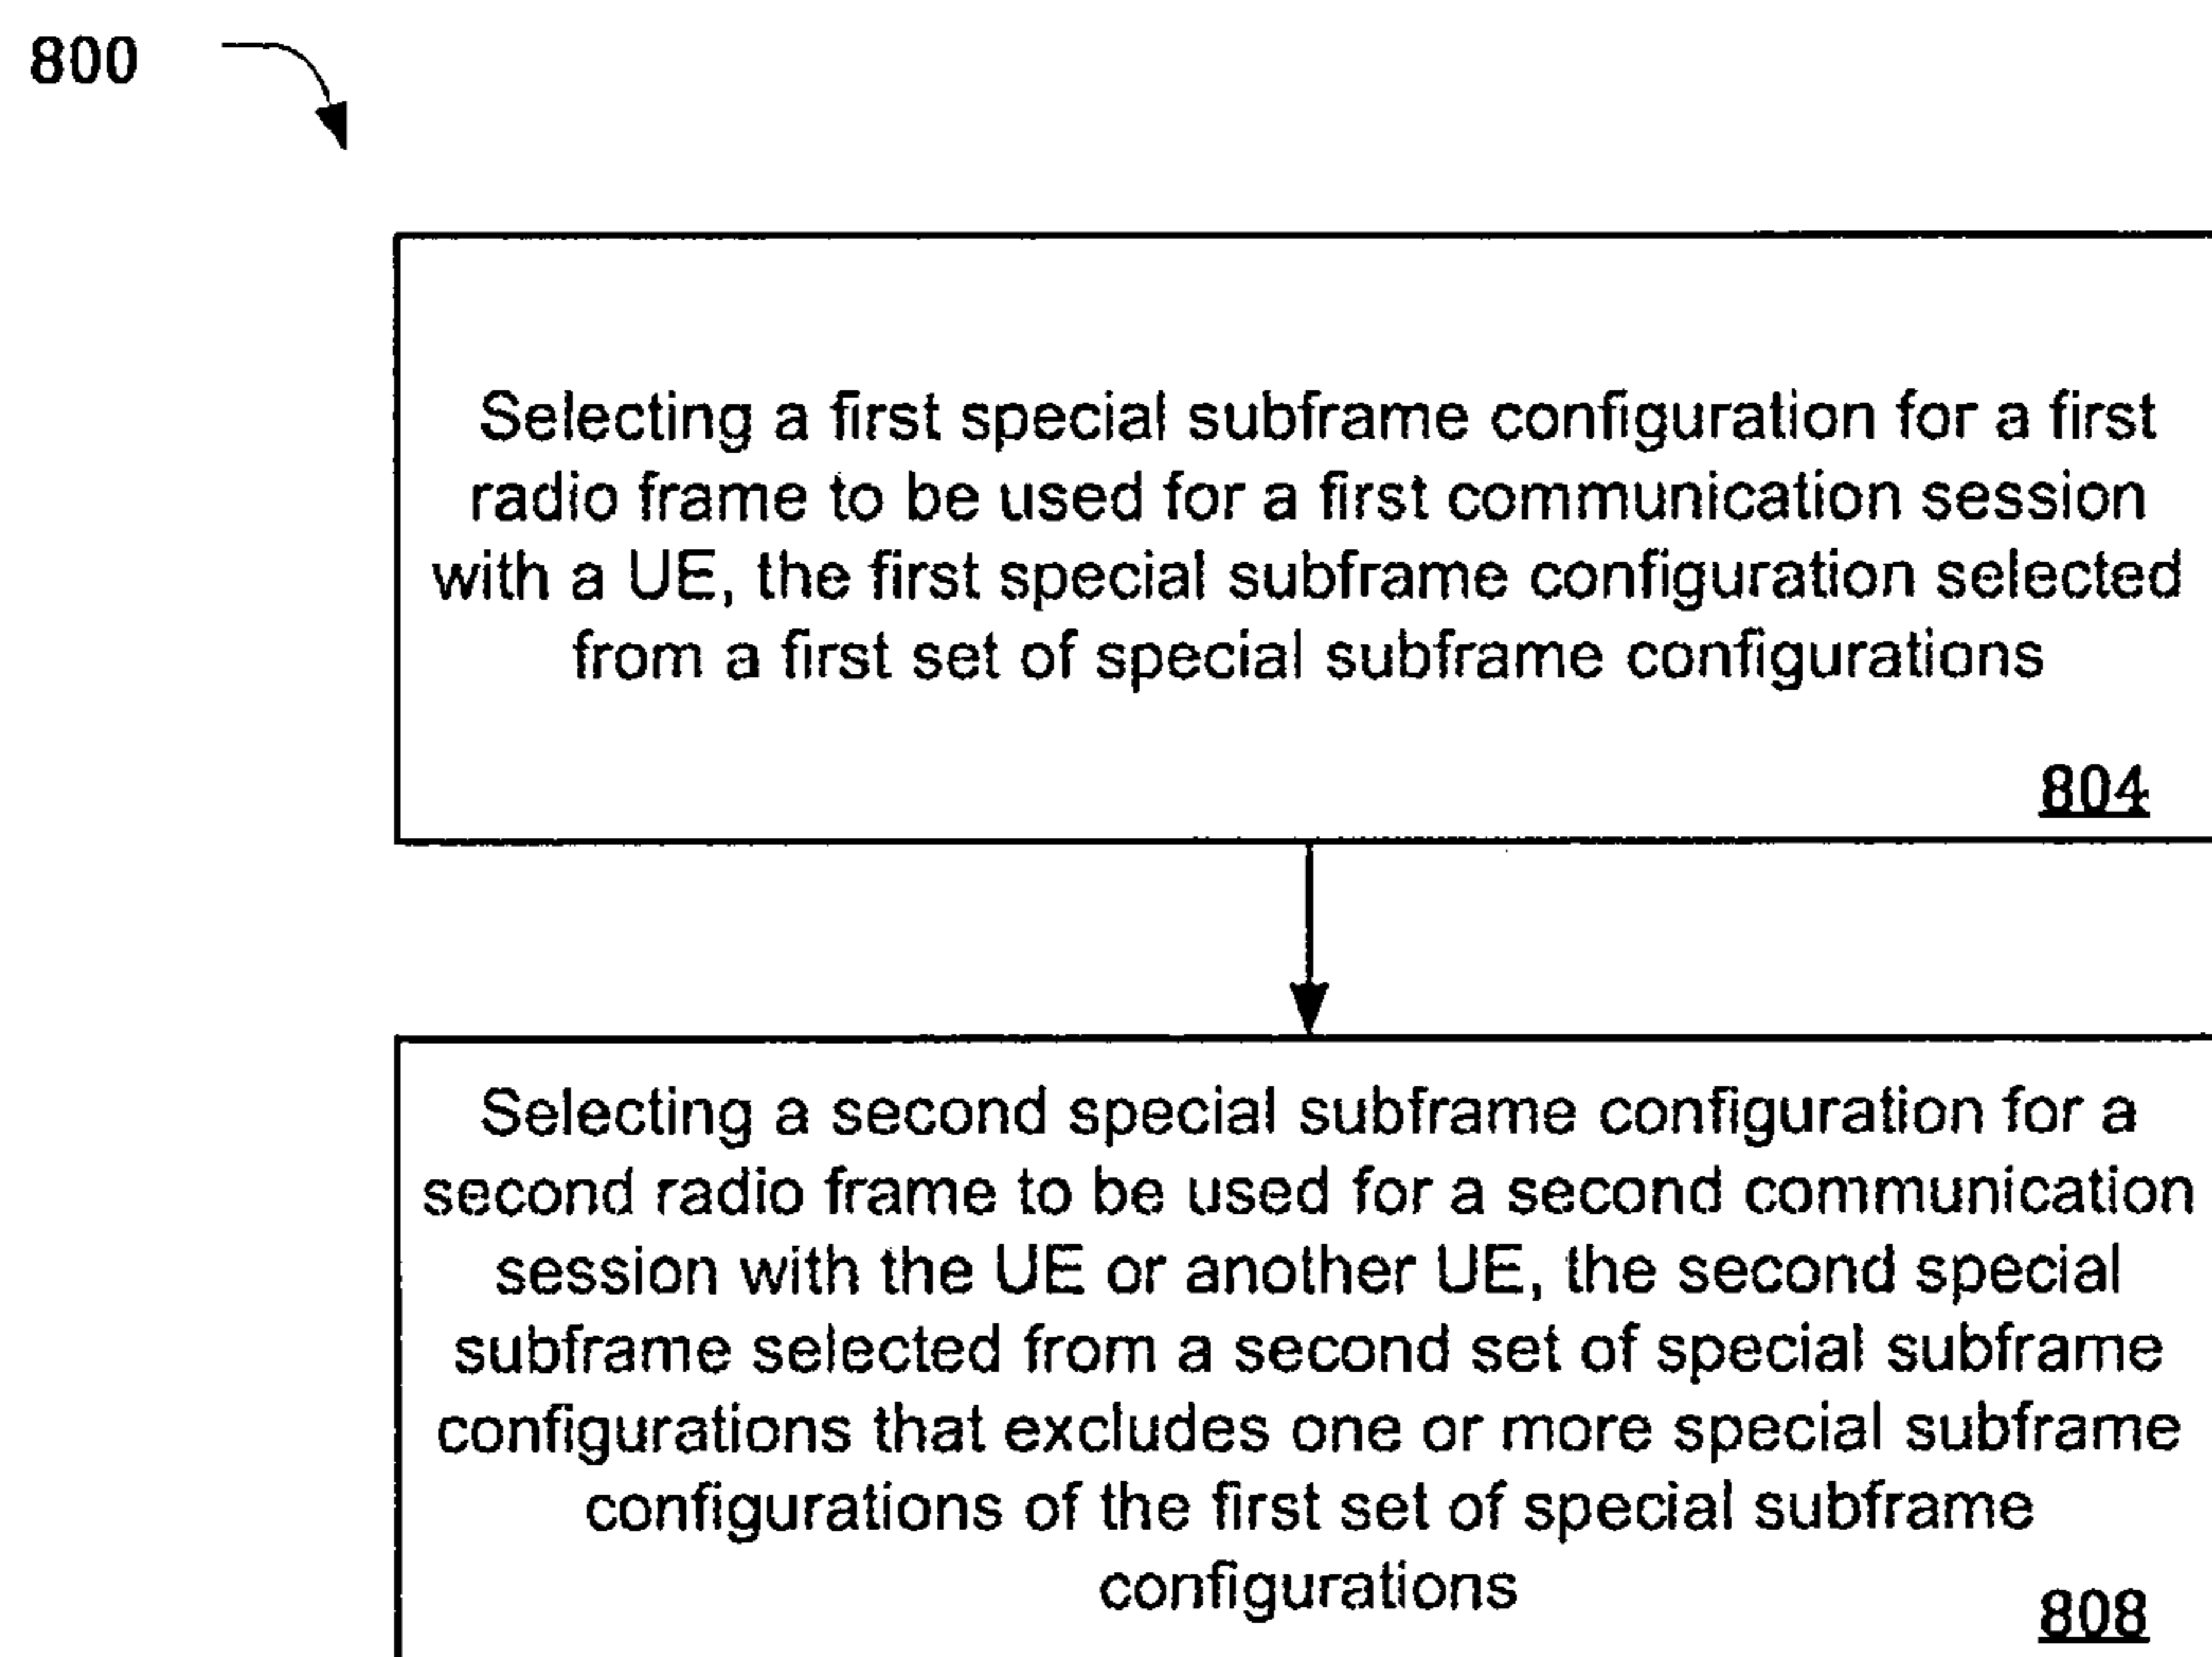 800
Selecting a first special subframe configuration for a first
radio frame to be used for a first communication session
with a UE, the first special subframe configuration selected
from a first set of special subframe configurations
804
Selecting a second special subframe configuration for a
second radio frame to be used for a second communication
session with the UE or another UE, the second special
subframe selected from a second set of special subframe
configurations that excludes one or more special subframe
configurations of the first set of special subframe
configurations
808